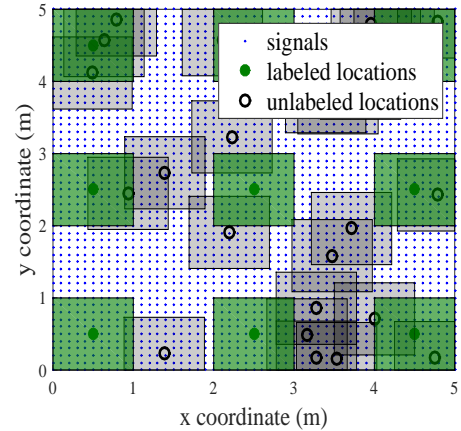 signals
labeled locations
unlabeled locations
y coordinate (m)
5
4
3
2
1
0
0 1 2 3 4 5
x coordinate (m)